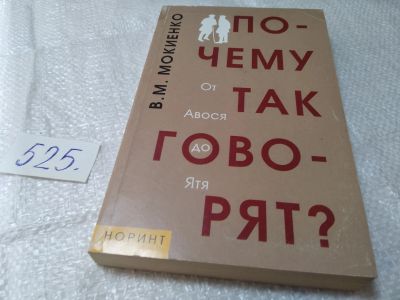 В.М. МОКИЕНКО
ПО-
ЧЕМУ
От
ТАК
Авося
ГОВО-
до
Ятя
РЯТ?
НОРИНТ
525.